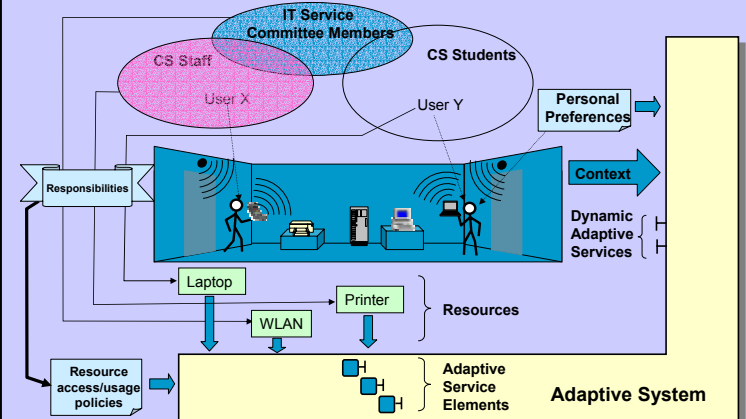 IT Service
Committee Members
CS Staff
CS Students
User X
User Y
Personal
Preferences
Responsibilities
Context
Dynamic
Adaptive
Services
Laptop
Printer
WLAN
Resources
Resource
access/usage
policies
Adaptive
Service
Elements
Adaptive System